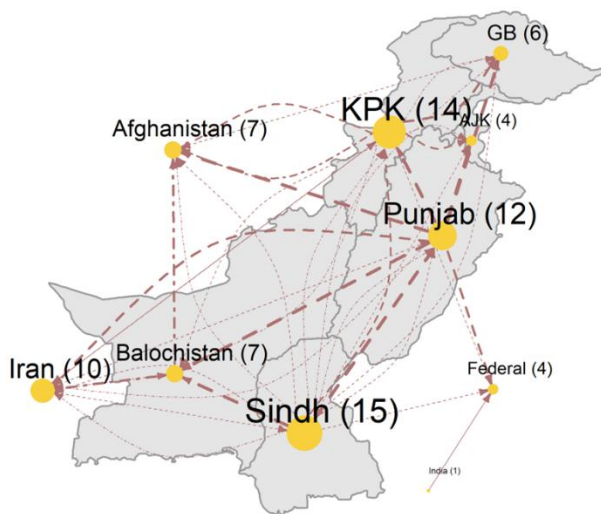 GB (6)
KPK (14)
AJK (4)
Afghanistan (7)
Punjab (12)
Balochistan (7)
Iran (10)
Federal (4)
Sindh (15)
India (1)